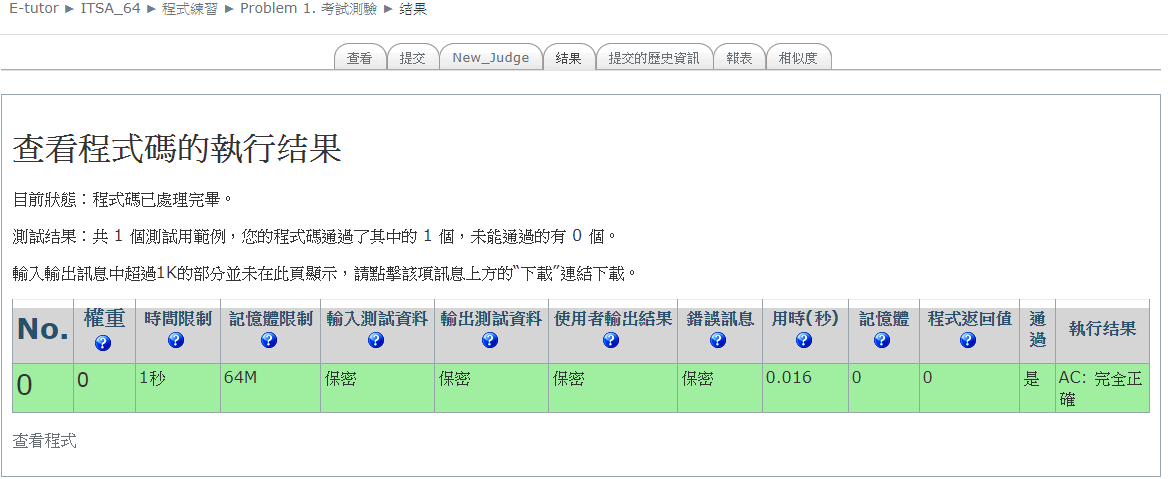 E-tutor ► ITSA_64 ► 程式練習 ► Problem 1. 考試測驗 ► 结果
查看 提交 New_Judge 结果 提交的歷史資訊 報表 相似度
查看程式碼的執行结果
目前狀態：程式碼已處理完畢。
測試结果：共 1 個測試用範例，您的程式碼通過了其中的 1 個，未能通過的有 0 個。
輸入輸出訊息中超過1K的部分並未在此頁顯示，請點擊該項訊息上方的“下載”連結下載。
No. 權重 時間限制 記憶體限制 輸入測試資料 輸出測試資料 使用者輸出结果 錯誤訊息 用時(秒) 記憶體 程式返回值 通過 執行结果
0 0 1秒 64M 保密 保密 保密 保密 0.016 0 0 是 AC: 完全正確
查看程式